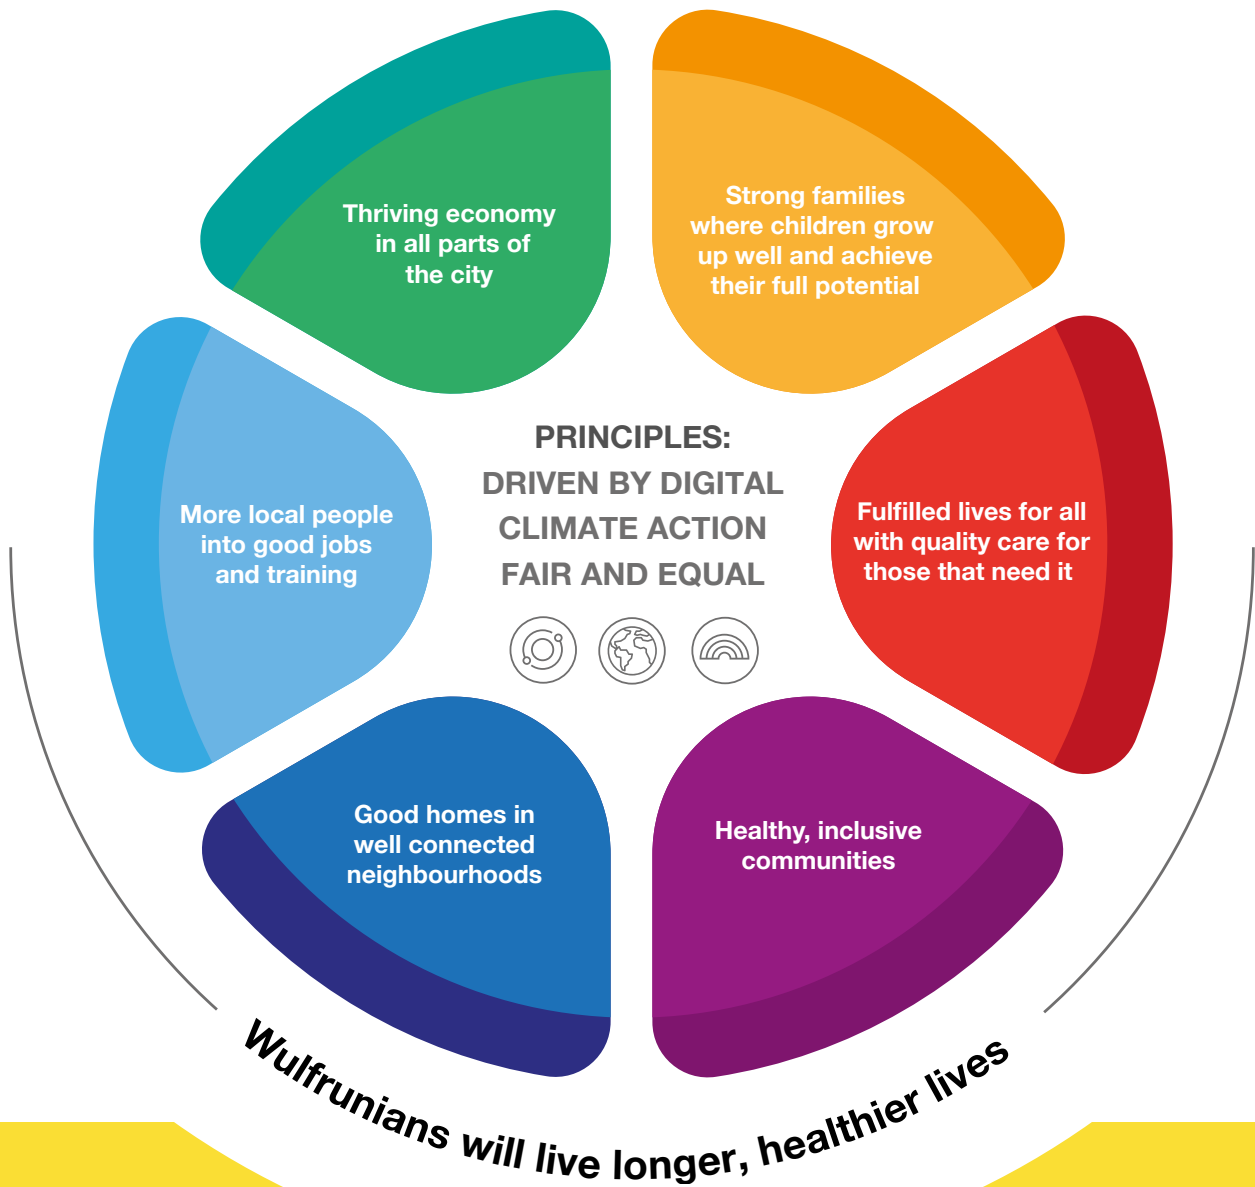 Thriving economy
in all parts of
the city
Strong families
where children grow
up well and achieve
their full potential
More local people
into good jobs
and training
PRINCIPLES:
DRIVEN BY DIGITAL
CLIMATE ACTION
FAIR AND EQUAL
Fulfilled lives for all
with quality care for
those that need it
Good homes in
well connected
neighbourhoods
Healthy, inclusive
communities
Wulfrunians will live longer, healthier lives